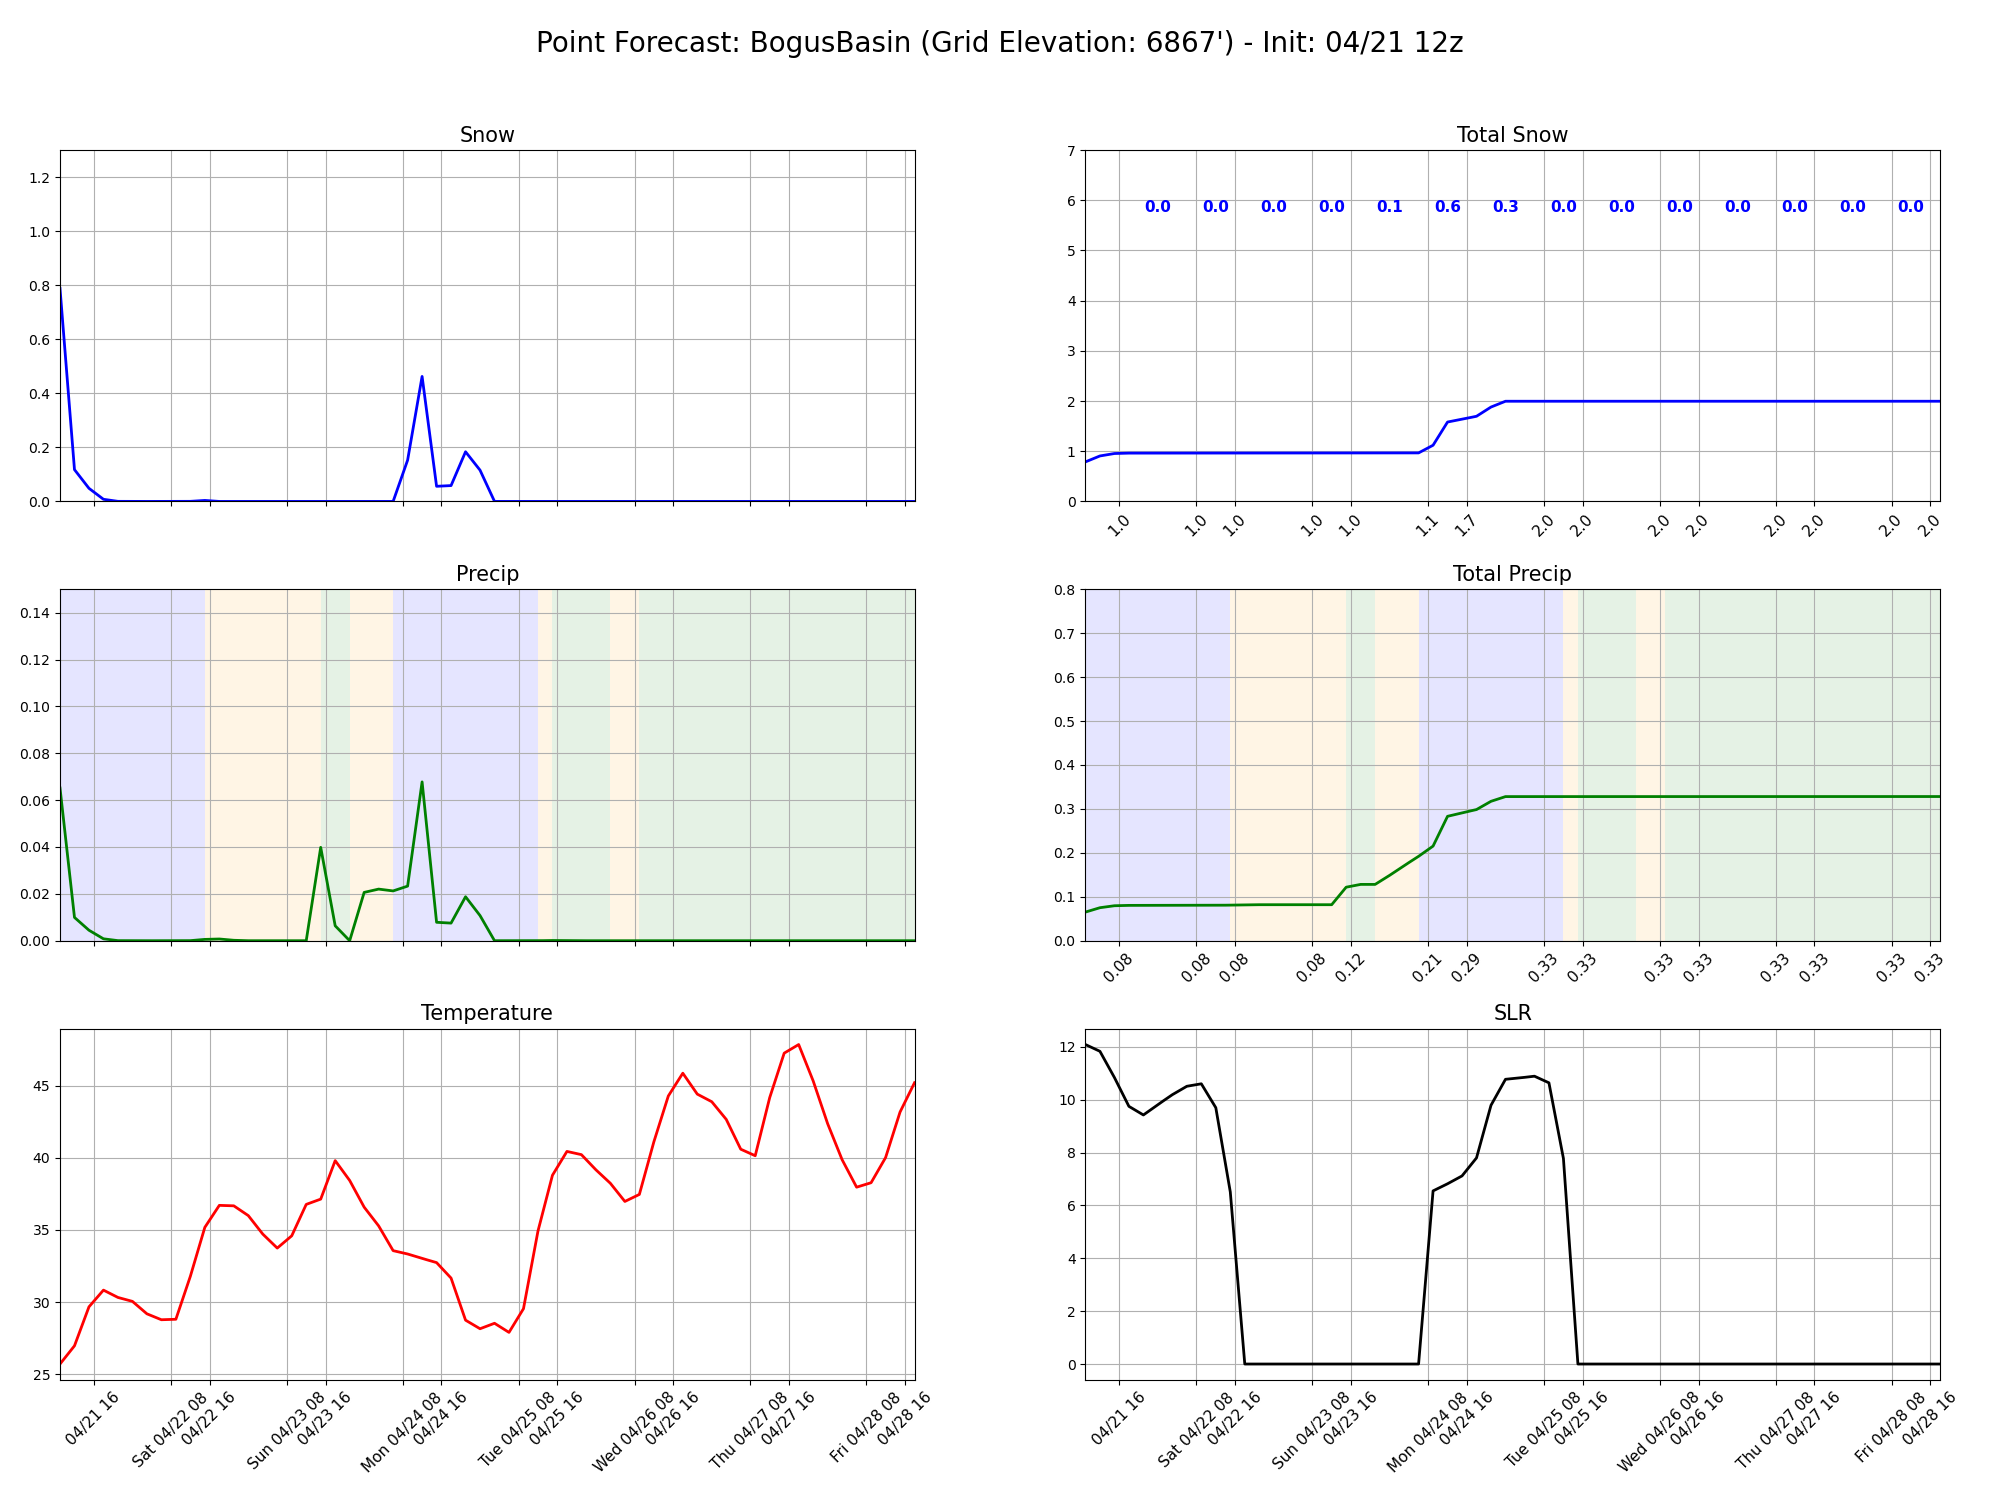 Point Forecast: BogusBasin (Grid Elevation: 6867') - Init: 04/21 12z
Snow
1.2
1.0
0.8
0.6
0.4
0.2
0.0
Total Snow
7
6
5
4
3
2
1
0
0.0 0.0 0.0 0.0 0.1 0.6 0.3 0.0 0.0 0.0 0.0 0.0 0.0 0.0
1.0 1.0 1.0 1.0 1.0 1.1 1.7 2.0 2.0 2.0 2.0 2.0 2.0 2.0 2.0
Precip
0.14
0.12
0.10
0.08
0.06
0.04
0.02
0.00
Total Precip
0.8
0.7
0.6
0.5
0.4
0.3
0.2
0.1
0.0
0.08 0.08 0.08 0.08 0.12 0.21 0.29 0.33 0.33 0.33 0.33 0.33 0.33 0.33 0.33
Temperature
45
40
35
30
25
04/21 16
Sat 04/22 08
04/22 16
Sun 04/23 08
04/23 16
Mon 04/24 08
04/24 16
Tue 04/25 08
04/25 16
Wed 04/26 08
04/26 16
Thu 04/27 08
04/27 16
Fri 04/28 08
04/28 16
SLR
12
10
8
6
4
2
0
04/21 16
Sat 04/22 08
04/22 16
Sun 04/23 08
04/23 16
Mon 04/24 08
04/24 16
Tue 04/25 08
04/25 16
Wed 04/26 08
04/26 16
Thu 04/27 08
04/27 16
Fri 04/28 08
04/28 16